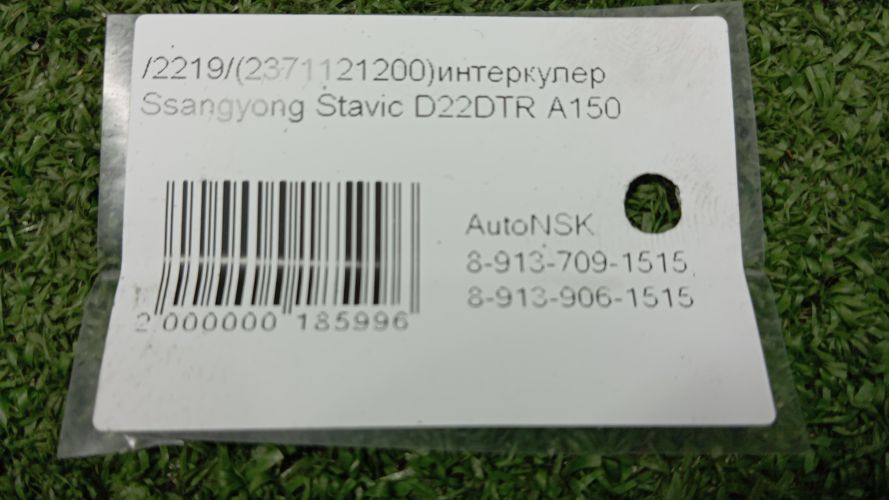 /2219/(2371121200)интеркулер
Ssangyong Stavic D22DTR A150
AutoNSK
8-913-709-1515,
8-913-906-1515
2 000000 185996